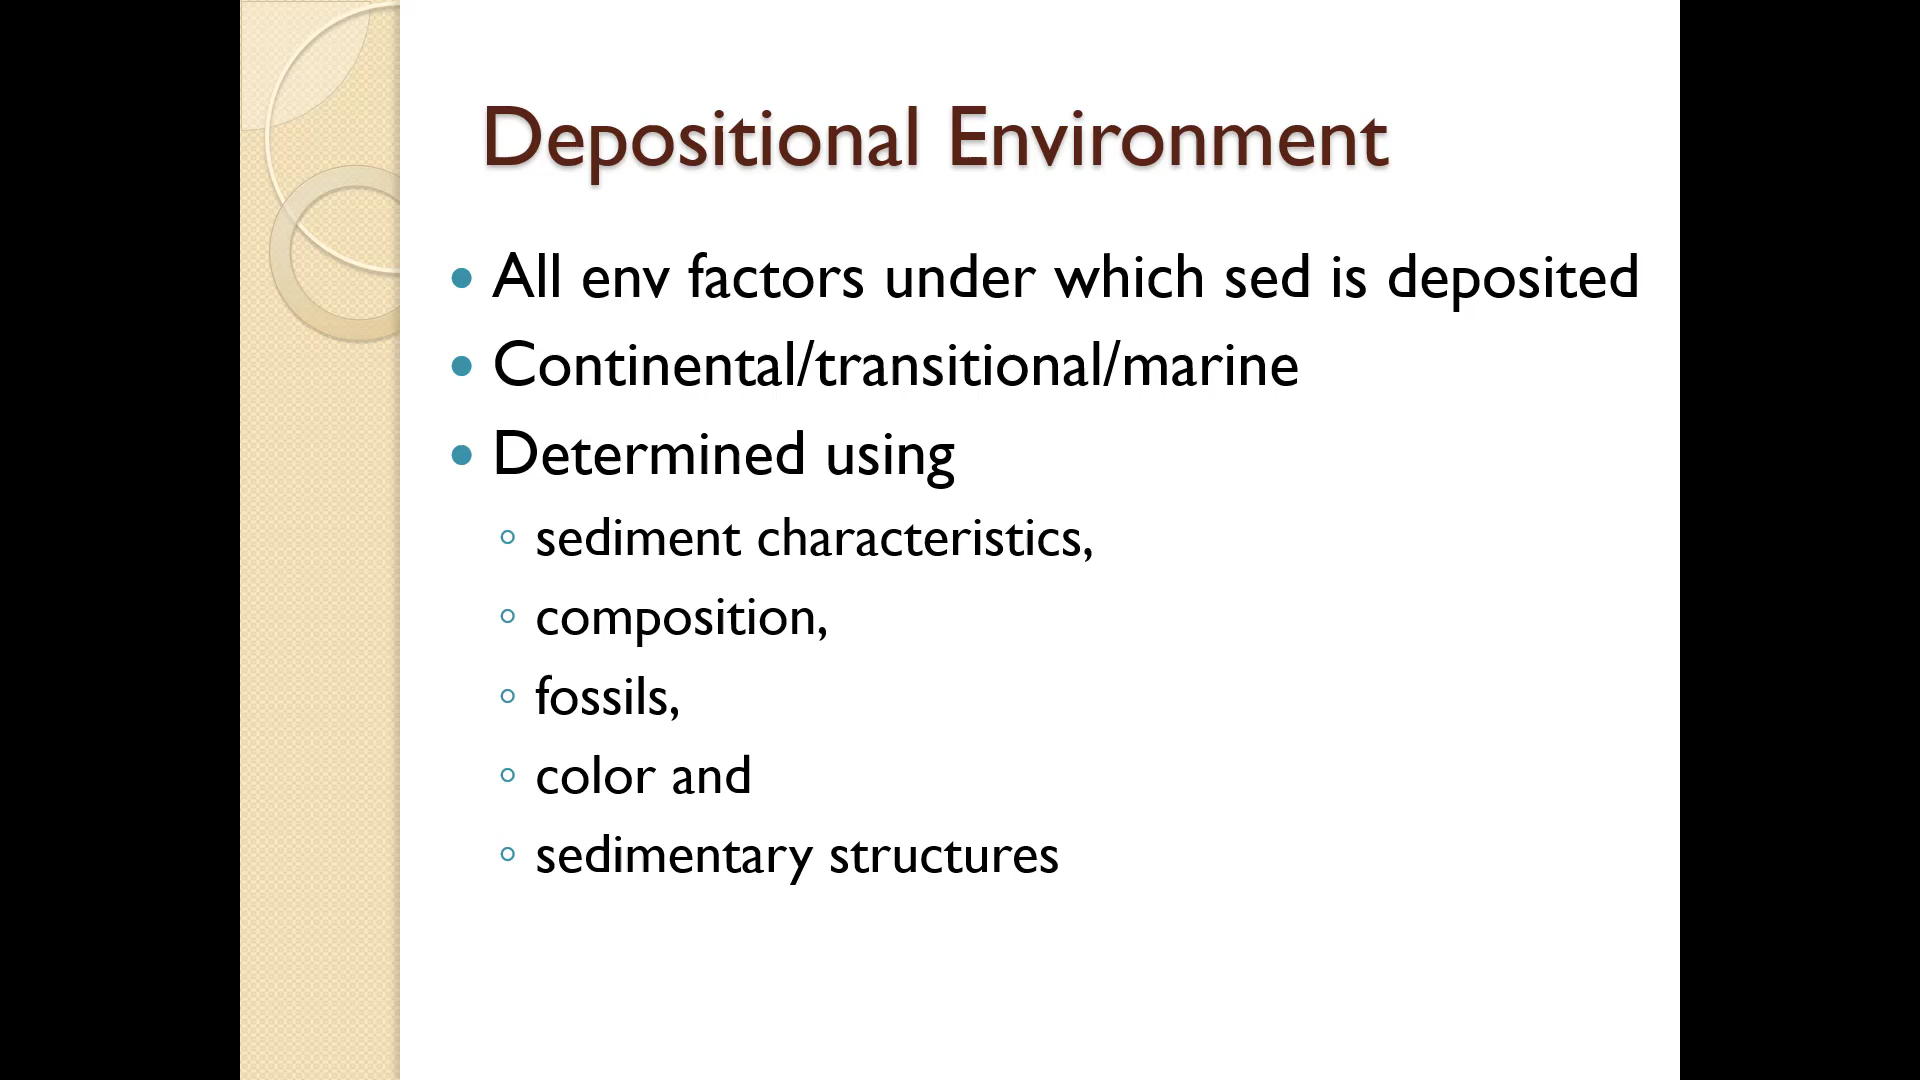 Depositional Environment
• All env factors under which sed is deposited
• Continental/transitional/marine
• Determined using
◦ sediment characteristics,
◦ composition,
◦ fossils,
◦ color and
◦ sedimentary structures